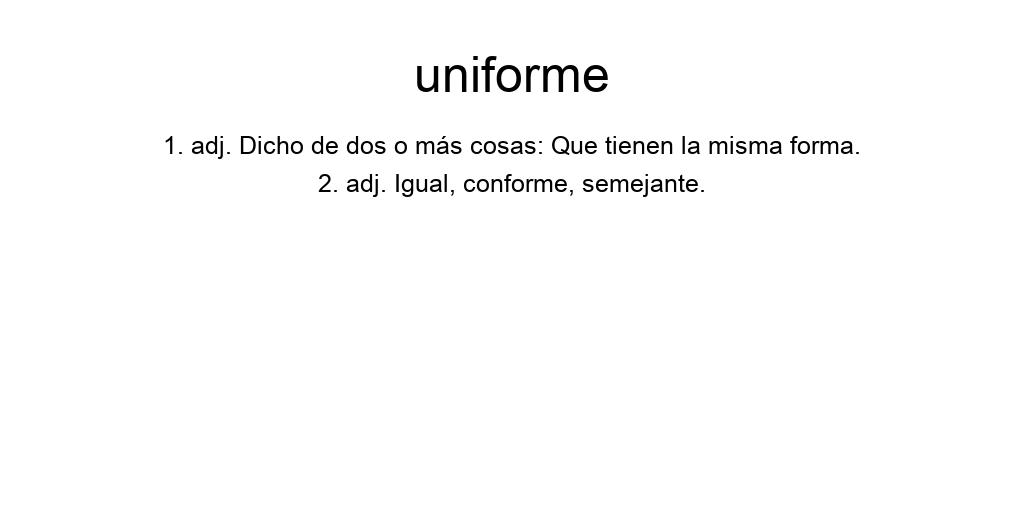 uniforme
1. adj. Dicho de dos o más cosas: Que tienen la misma forma.
2. adj. Igual, conforme, semejante.